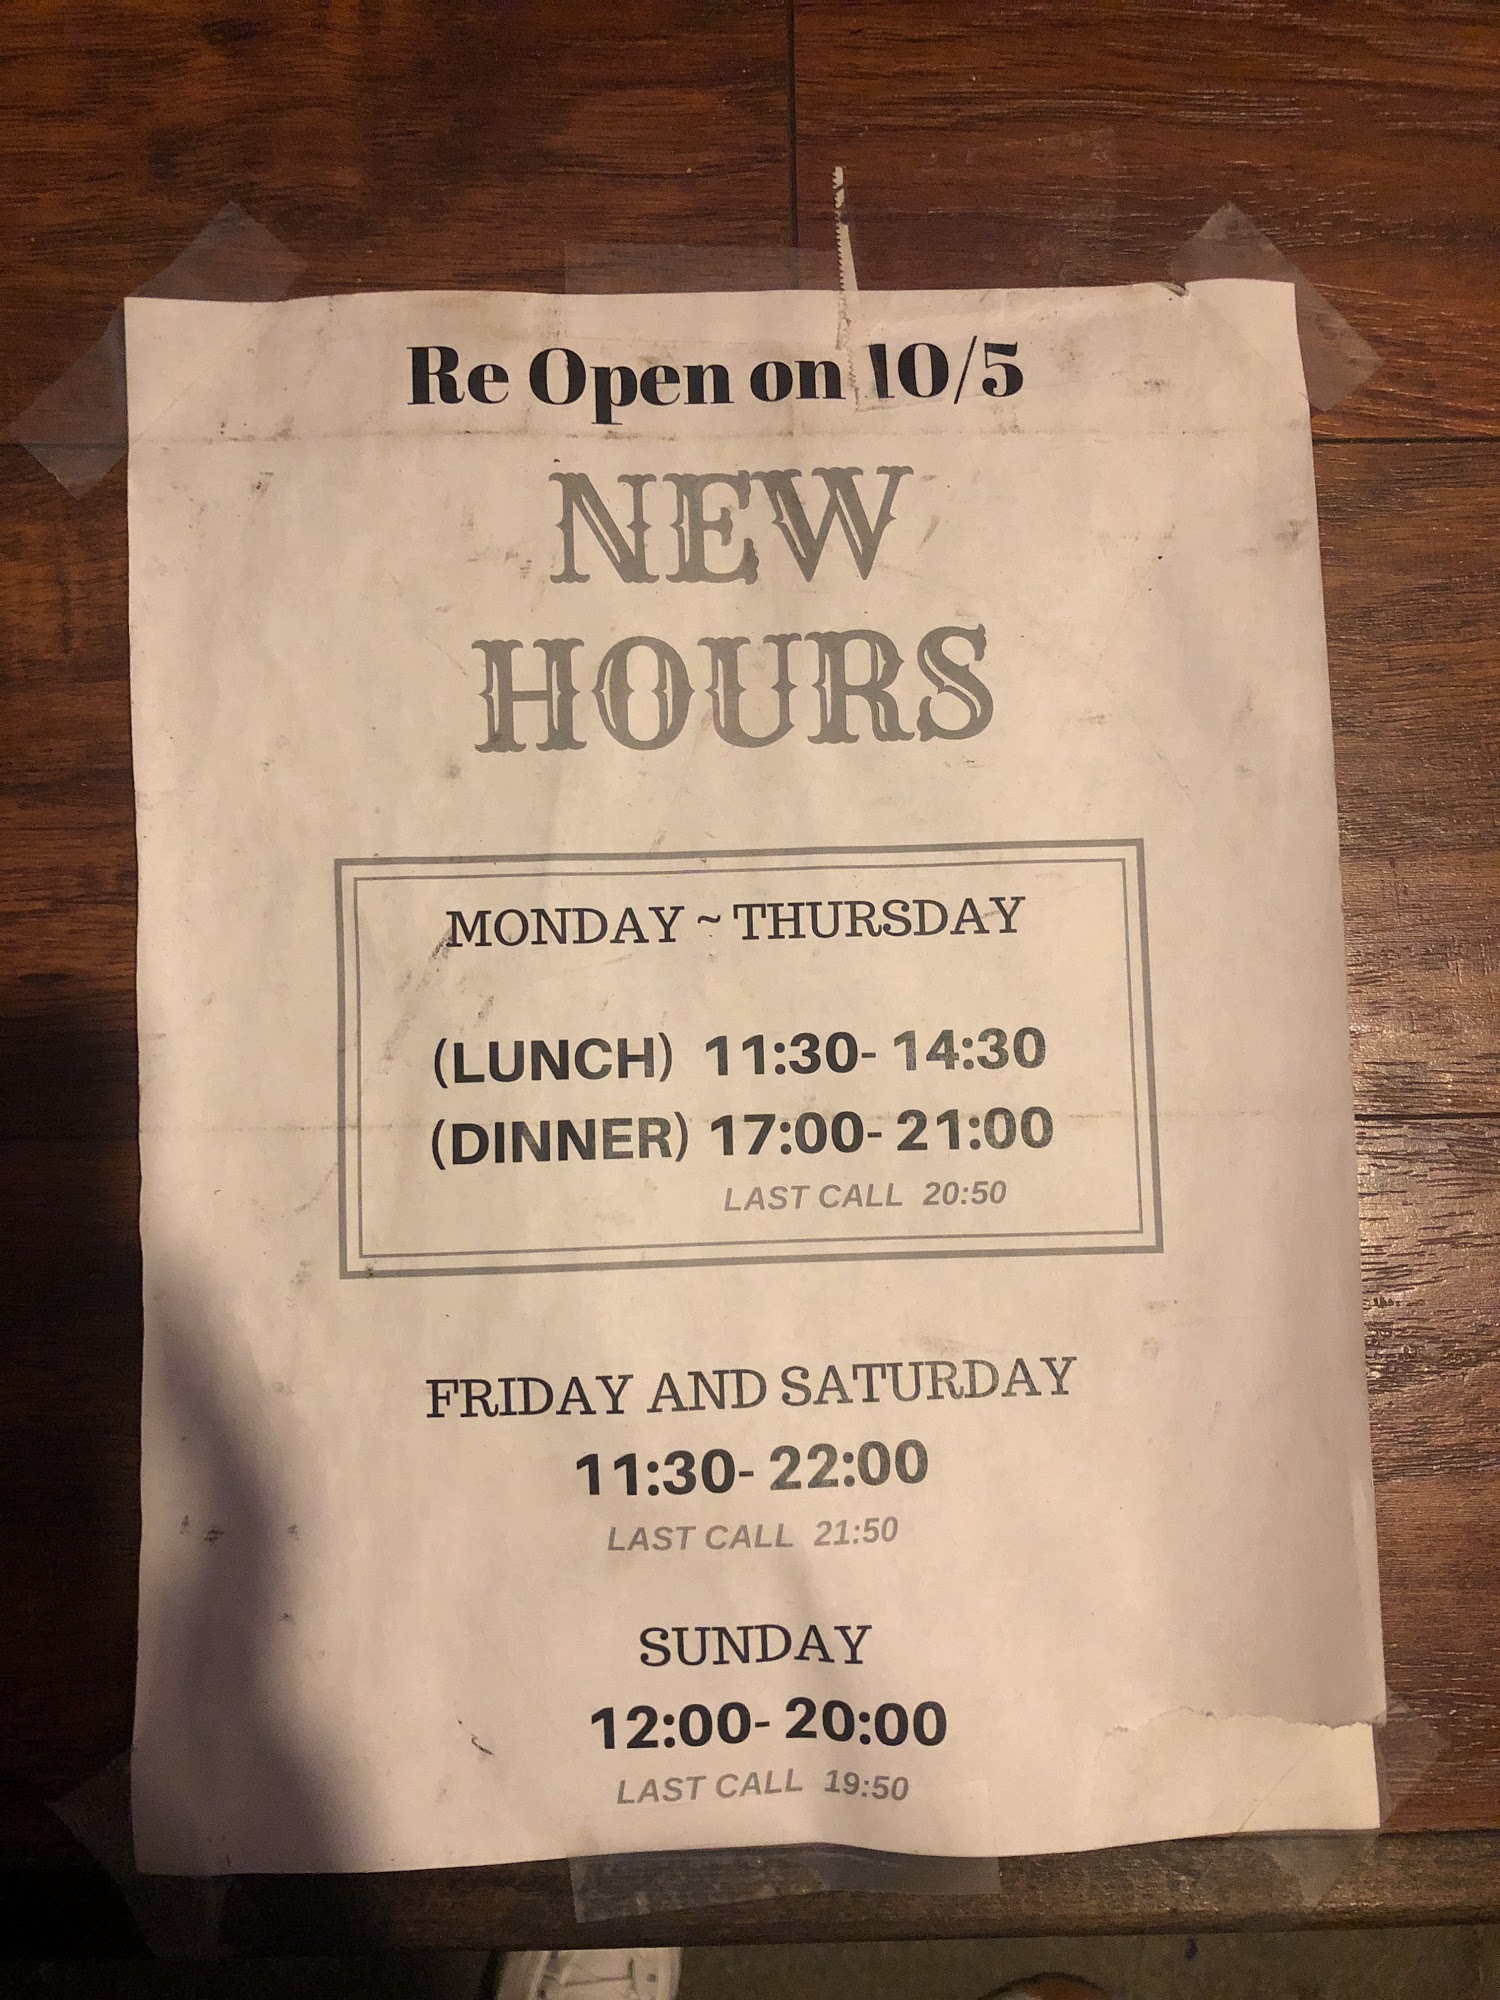 Re Open on 10/5
NEW
HOURS
MONDAY ~ THURSDAY
(LUNCH) 11:30- 14:30
(DINNER) 17:00- 21:00
LAST CALL 20:50
FRIDAY AND SATURDAY
11:30- 22:00
LAST CALL 21:50
SUNDAY
12:00- 20:00
LAST CALL 19:50